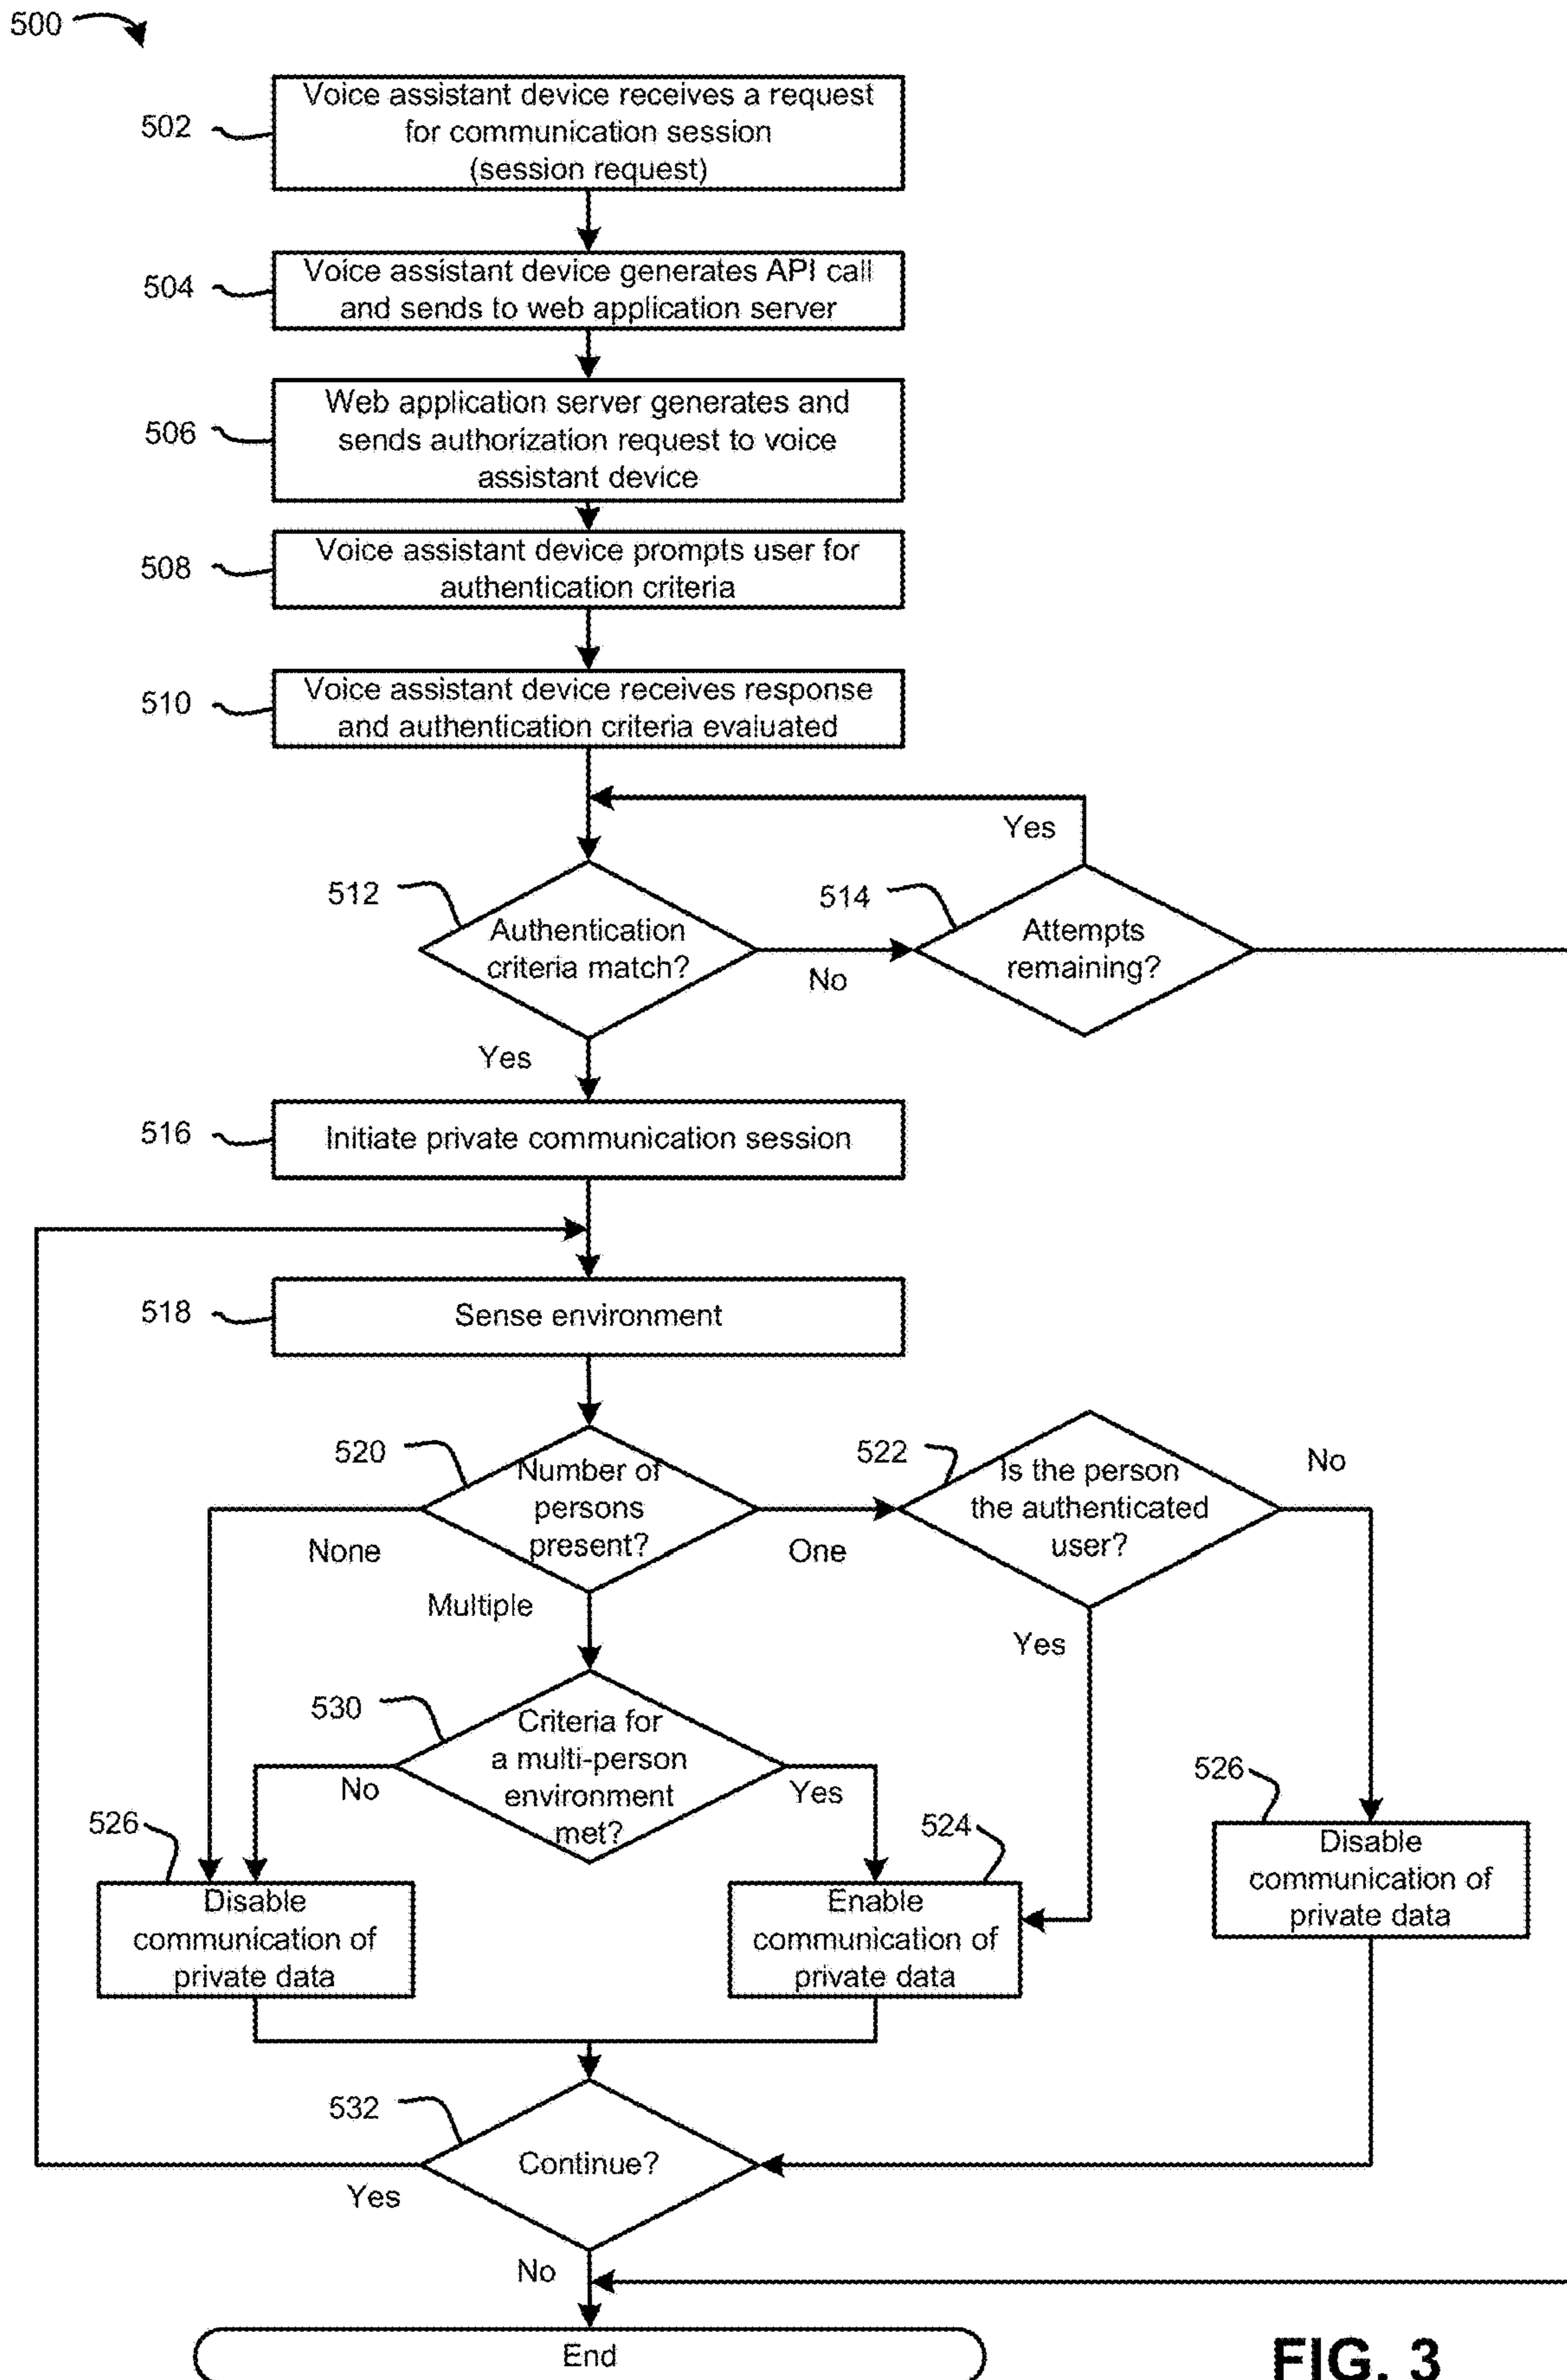 500
Voice assistant device receives a request
for communication session
(session request)
502
Voice assistant device generates API call
and sends to web application server
504
Web application server generates and
sends authorization request to voice
assistant device
506
Voice assistant device prompts user for
authentication criteria
508
Voice assistant device receives response
and authentication criteria evaluated
510
Yes
512
Authentication
criteria match?
No
514
Attempts
remaining?
Yes
516
Initiate private communication session
518
Sense environment
520
Number of
persons
present?
None
One
Multiple
522
Is the person
the authenticated
user?
No
Yes
530
Criteria for
a multi-person
environment
met?
No
Yes
526
Disable
communication of
private data
524
Enable
communication of
private data
526
Disable
communication of
private data
532
Continue?
Yes
No
End
FIG. 3